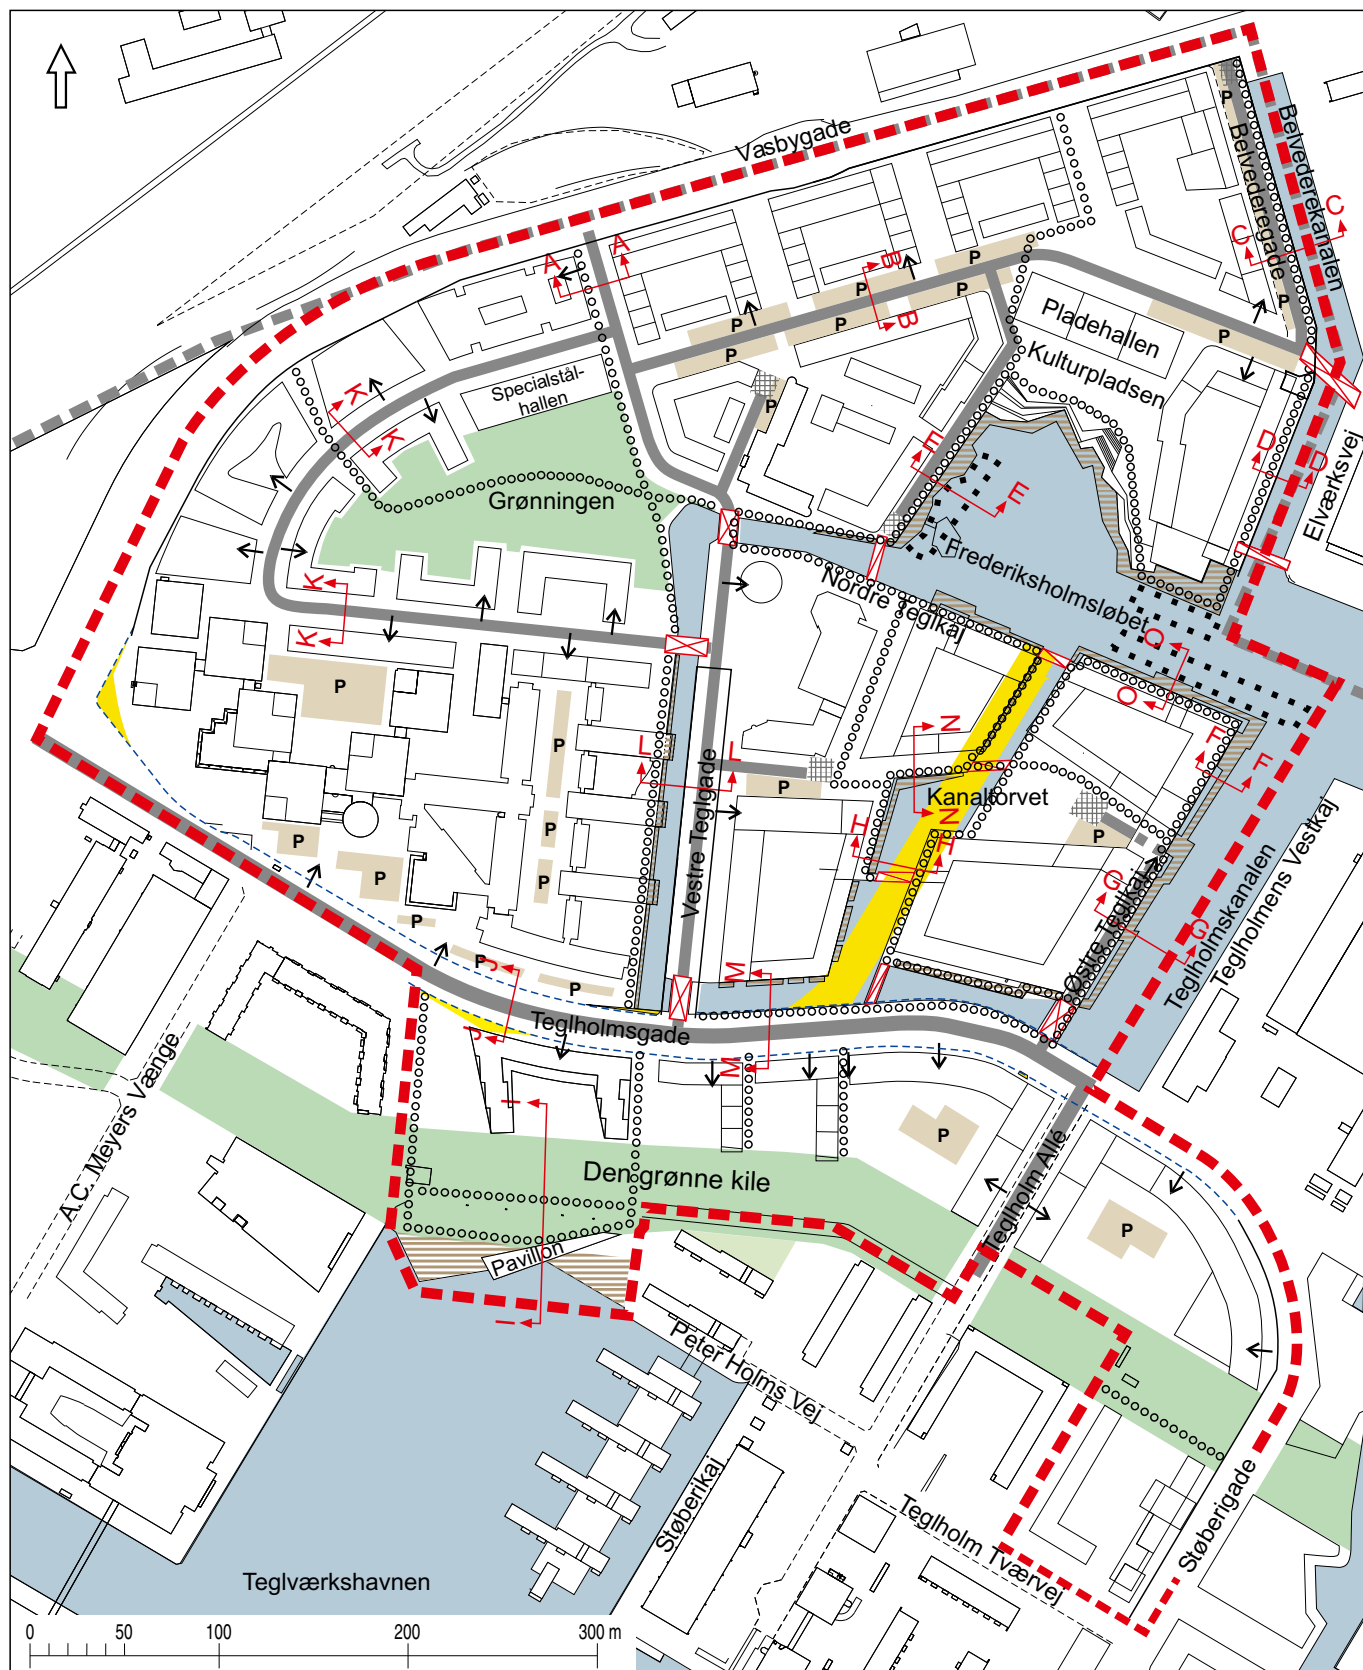 Vasbygade
Belvederekanalen
Belvederegade
P
C
C
A
A
B
B
P
P
P
P
P
P
Pladehallen
P
Kulturpladsen
Specialstål-
hallen
K
K
P
E
E
D
D
Elværksvej
Grønningen
Frederiksholmsløbet
Nordre Teglkaj
K
K
O
O
P
N
N
F
F
L
L
P
P
Kanaltorvet
P
H
H
P
P
P
P
P
Vestre Teglgade
G
G
Østre Teglkaj
Teglholmskanalen
Teglholmens Vestkaj
P
P
J
J
M
M
Teglholmsgade
I
I
A.C. Meyers Vænge
Den grønne kile
P
Teglholm Allé
P
Pavillon
Peter Holms Vej
Støberikaj
Teglholm Tværvej
Støberigade
Teglværkshavnen
0 50 100 200 300 m